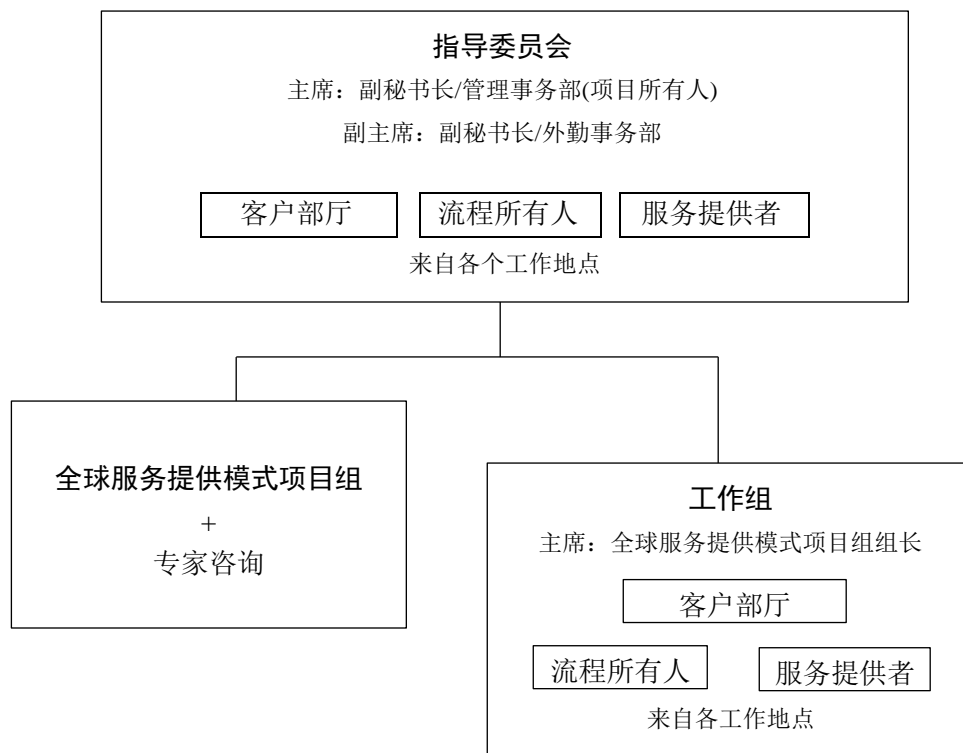 指导委员会
主席：副秘书长/管理事务部(项目所有人)
副主席：副秘书长/外勤事务部
客户部厅
流程所有人
服务提供者
来自各个工作地点
全球服务提供模式项目组
+
专家咨询
工作组
主席：全球服务提供模式项目组组长
客户部厅
流程所有人
服务提供者
来自各工作地点